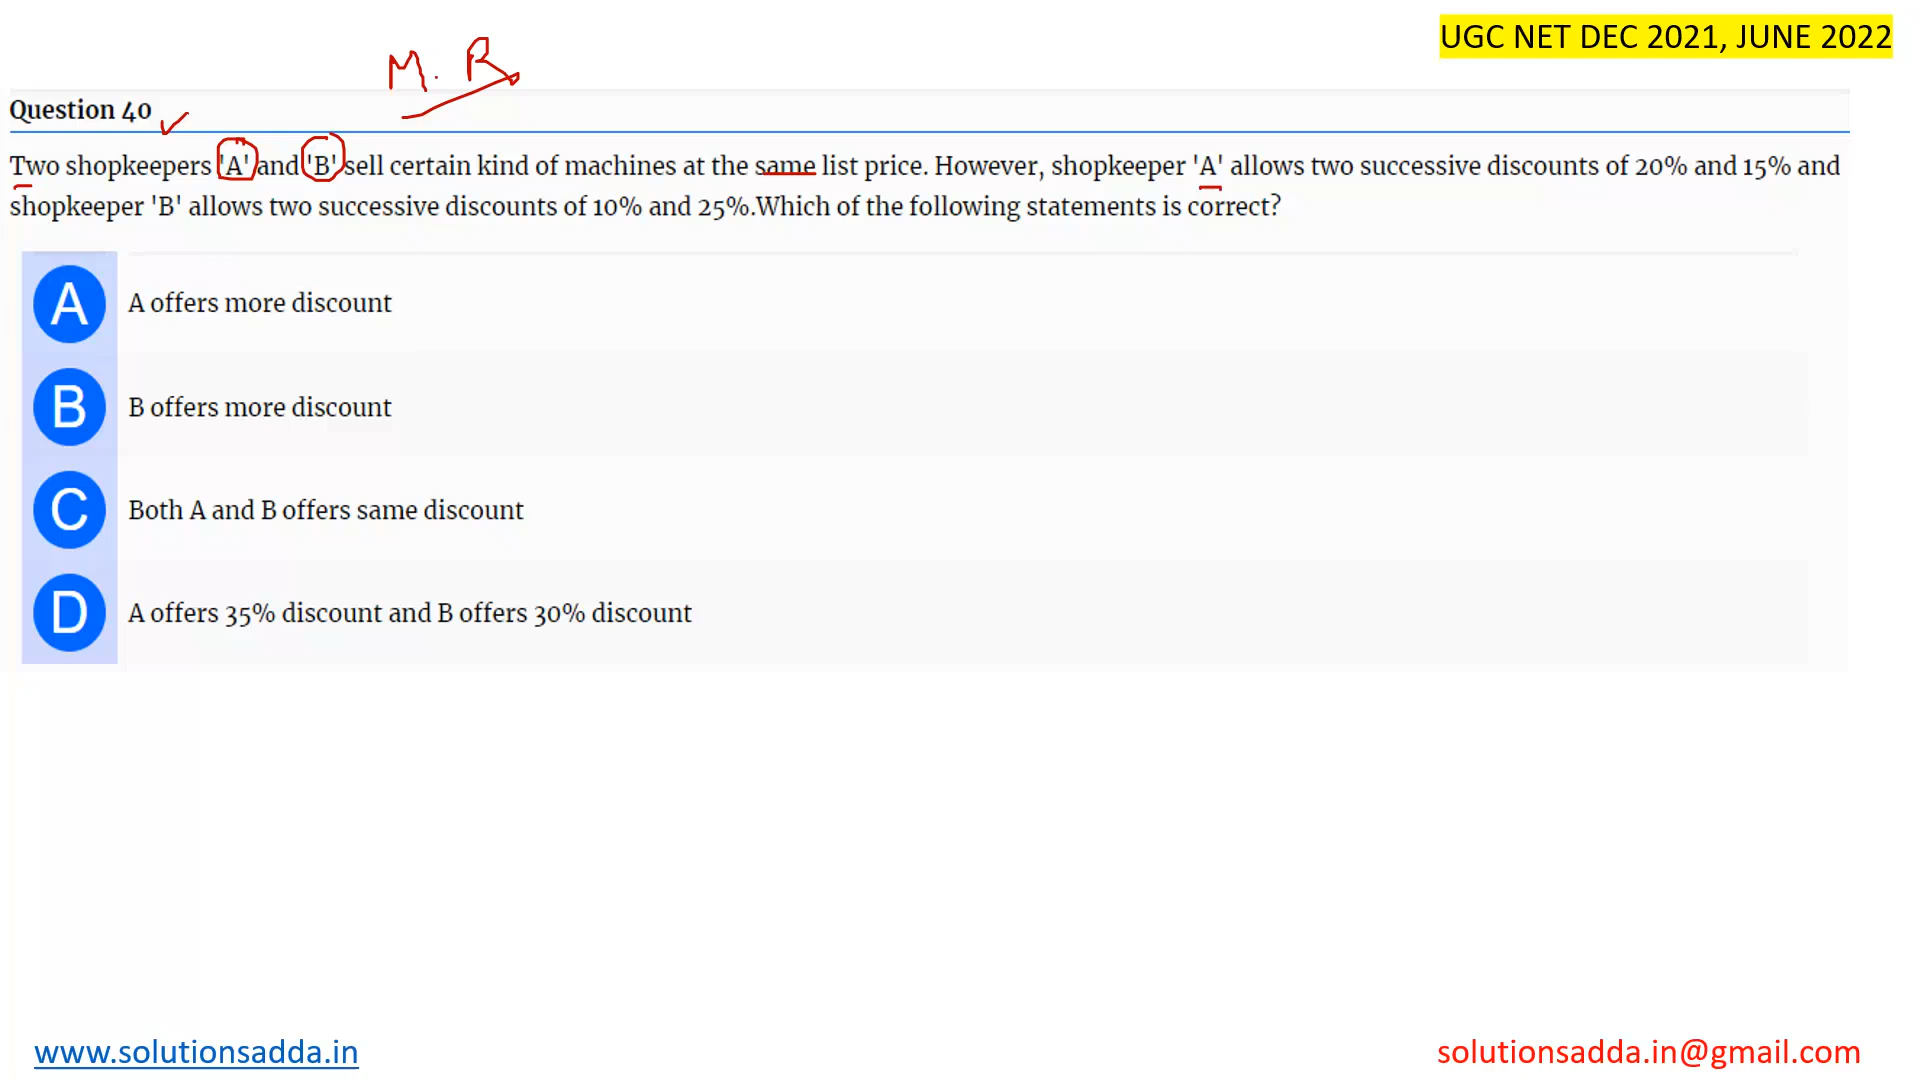 UGC NET DEC 2021, JUNE 2022
M.
Question 40
Two shopkeepers 'A' and 'B' sell certain kind of machines at the same list price. However, shopkeeper 'A' allows two successive discounts of 20% and 15% and
shopkeeper 'B' allows two successive discounts of 10% and 25%.Which of the following statements is correct?
A A offers more discount
B B offers more discount
C Both A and B offers same discount
D A offers 35% discount and B offers 30% discount
www.solutionsadda.in
solutionsadda.in@gmail.com